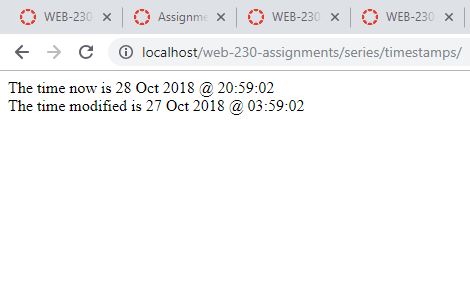 WEB-230 Assignme WEB-230 WEB-230
localhost/web-230-assignments/series/timestamps/
The time now is 28 Oct 2018 @ 20:59:02
The time modified is 27 Oct 2018 @ 03:59:02